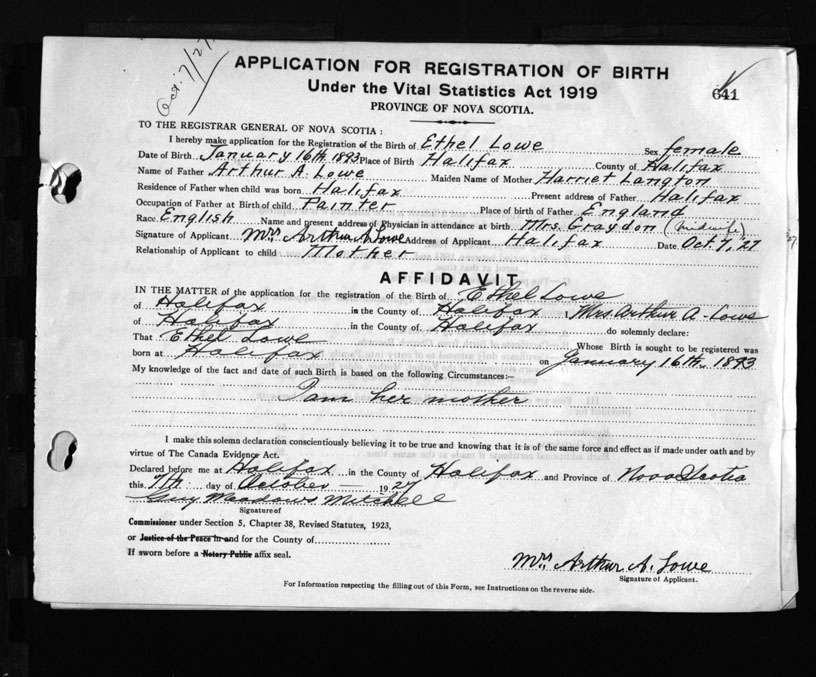 Oct. 7/27
APPLICATION FOR REGISTRATION OF BIRTH
Under the Vital Statistics Act 1919
641
PROVINCE OF NOVA SCOTIA.
TO THE REGISTRAR GENERAL OF NOVA SCOTIA :
I hereby make application for the Registration of the Birth of Ethel Lowe Sex female
Date of Birth January 16th 1893 Place of Birth Halifax County of Halifax
Name of Father Arthur A. Lowe Maiden Name of Mother Harriet Langton
Residence of Father when child was born Halifax Present address of Father Halifax
Occupation of Father at Birth of child Painter Place of birth of Father England
Race English Name and present address of Physician in attendance at birth Mrs. Graydon (midwife)
Signature of Applicant Mrs Arthur A Lowe Address of Applicant Halifax Date Oct 7, 27
Relationship of Applicant to child Mother
AFFIDAVIT
IN THE MATTER of the application for the registration of the Birth of Ethel Lowe
of Halifax in the County of Halifax Mrs Arthur A. Lowe
of Halifax in the County of Halifax do solemnly declare:
That Ethel Lowe Whose Birth is sought to be registered was
born at Halifax on January 16th, 1893
My knowledge of the fact and date of such Birth is based on the following Circumstances:-
I am her mother
I make this solemn declaration conscientiously believing it to be true and knowing that it is of the same force and effect as if made under oath and by
virtue of The Canada Evidence Act.
Declared before me at Halifax in the County of Halifax and Province of Nova Scotia
this 7th day of October 1927
Guy Meadows Mitchell
Signature of
Commissioner under Section 5, Chapter 38, Revised Statutes, 1923,
or Justice of the Peace in and for the County of
If sworn before a Notary Public affix seal.
Mrs Arthur A. Lowe
Signature of Applicant.
For Information respecting the filling out of this Form, see Instructions on the reverse side.